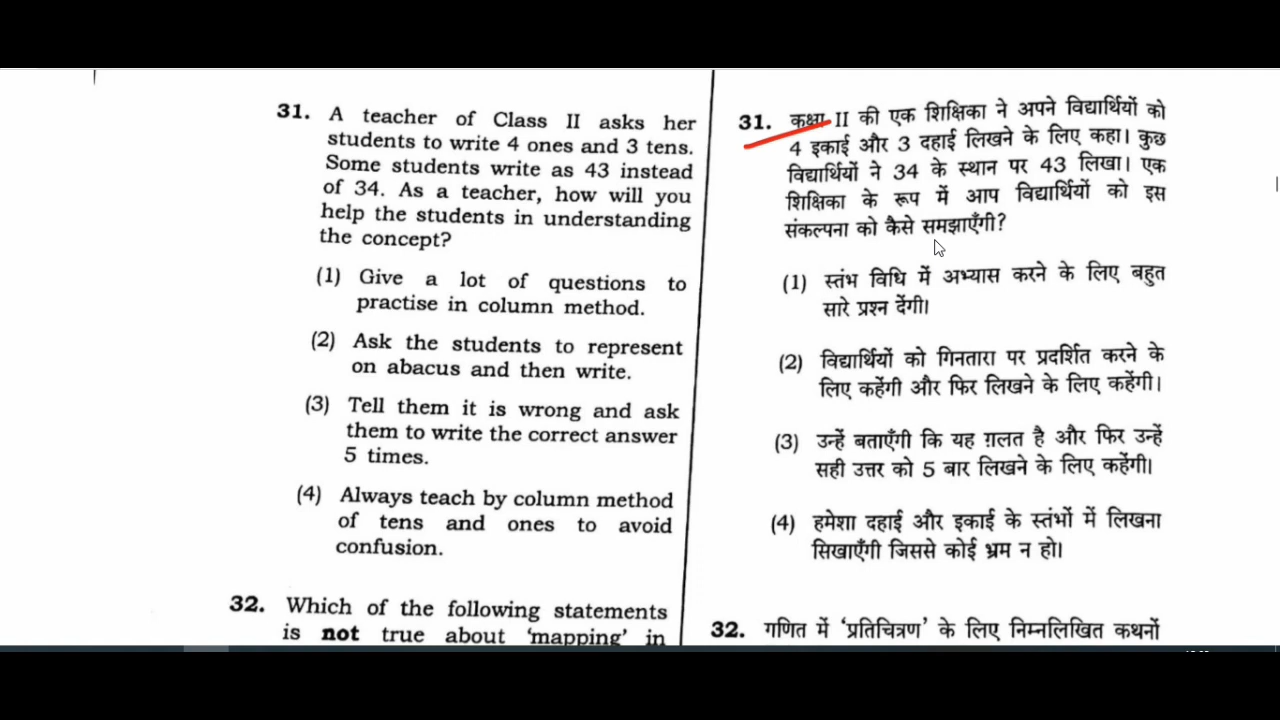 31. A teacher of Class II asks her
students to write 4 ones and 3 tens.
Some students write as 43 instead
of 34. As a teacher, how will you
help the students in understanding
the concept?
(1) Give a lot of questions to
practise in column method.
(2) Ask the students to represent
on abacus and then write.
(3) Tell them it is wrong and ask
them to write the correct answer
5 times.
(4) Always teach by column method
of tens and ones to avoid
confusion.
32. Which of the following statements
is not true about 'mapping' in
31. कक्षा II की एक शिक्षिका ने अपने विद्यार्थियों को
4 इकाई और 3 दहाई लिखने के लिए कहा। कुछ
विद्यार्थियों ने 34 के स्थान पर 43 लिखा। एक
शिक्षिका के रूप में आप विद्यार्थियों को इस
संकल्पना को कैसे समझाएँगी?
(1) स्तंभ विधि में अभ्यास करने के लिए बहुत
सारे प्रश्न देंगी।
(2) विद्यार्थियों को गिनतारा पर प्रदर्शित करने के
लिए कहेंगी और फिर लिखने के लिए कहेंगी।
(3) उन्हें बताएँगी कि यह ग़लत है और फिर उन्हें
सही उत्तर को 5 बार लिखने के लिए कहेंगी।
(4) हमेशा दहाई और इकाई के स्तंभों में लिखना
सिखाएँगी जिससे कोई भ्रम न हो।
32. गणित में 'प्रतिचित्रण' के लिए निम्नलिखित कथनों